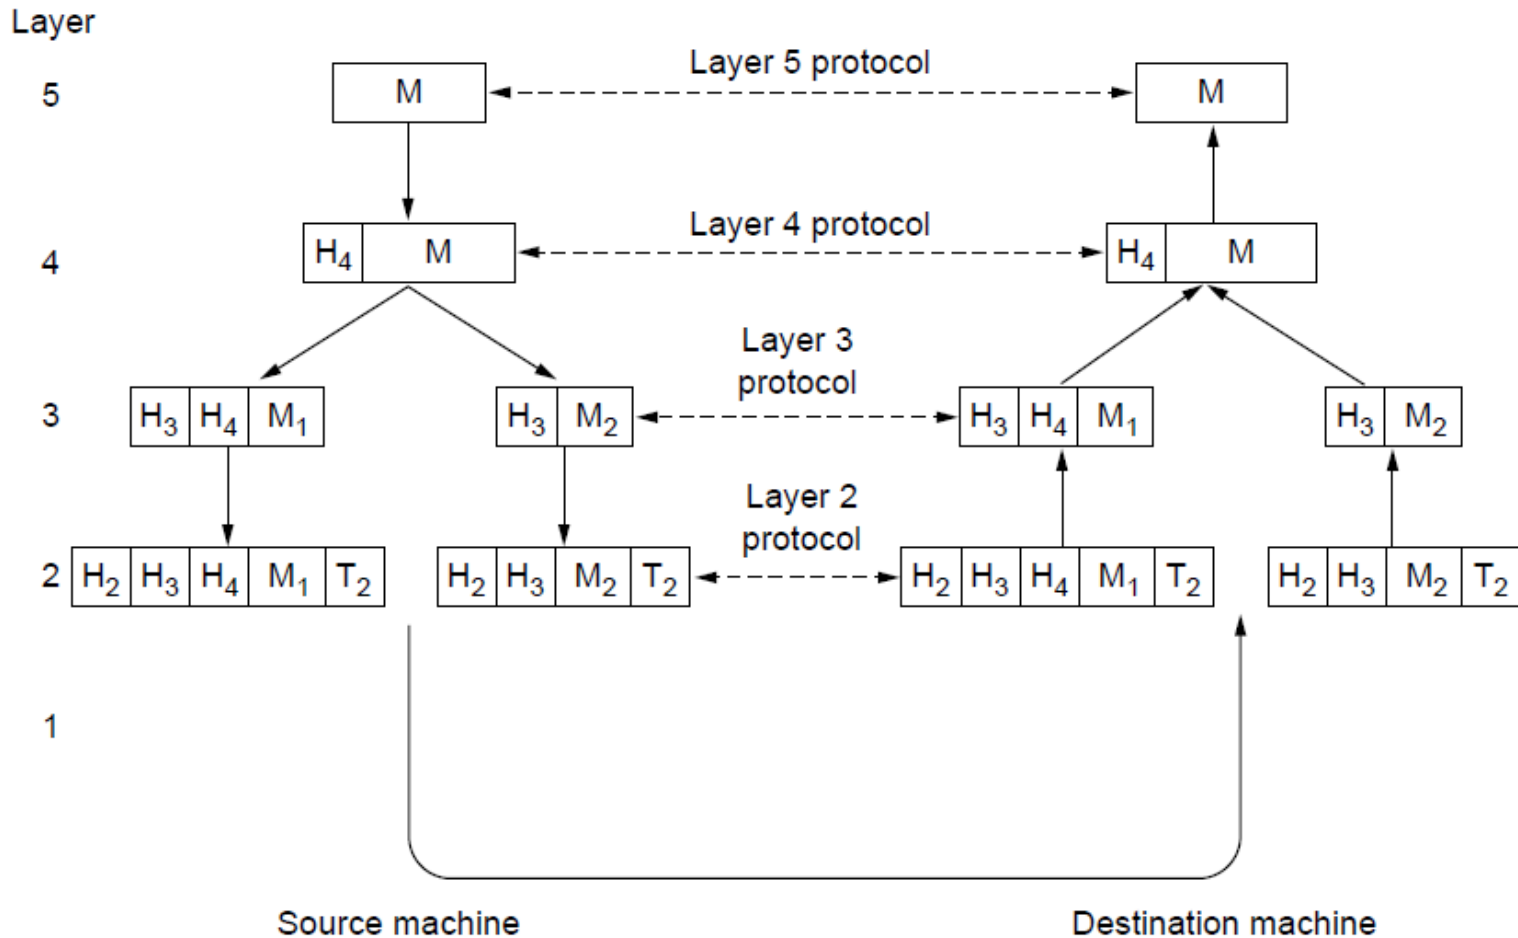 Layer
5 M Layer 5 protocol M
4 H₄ M Layer 4 protocol H₄ M
Layer 3
protocol
3 H₃ H₄ M₁ H₃ M₂ H₃ H₄ M₁ H₃ M₂
Layer 2
protocol
2 H₂ H₃ H₄ M₁ T₂ H₂ H₃ M₂ T₂ H₂ H₃ H₄ M₁ T₂ H₂ H₃ M₂ T₂
1
Source machine Destination machine